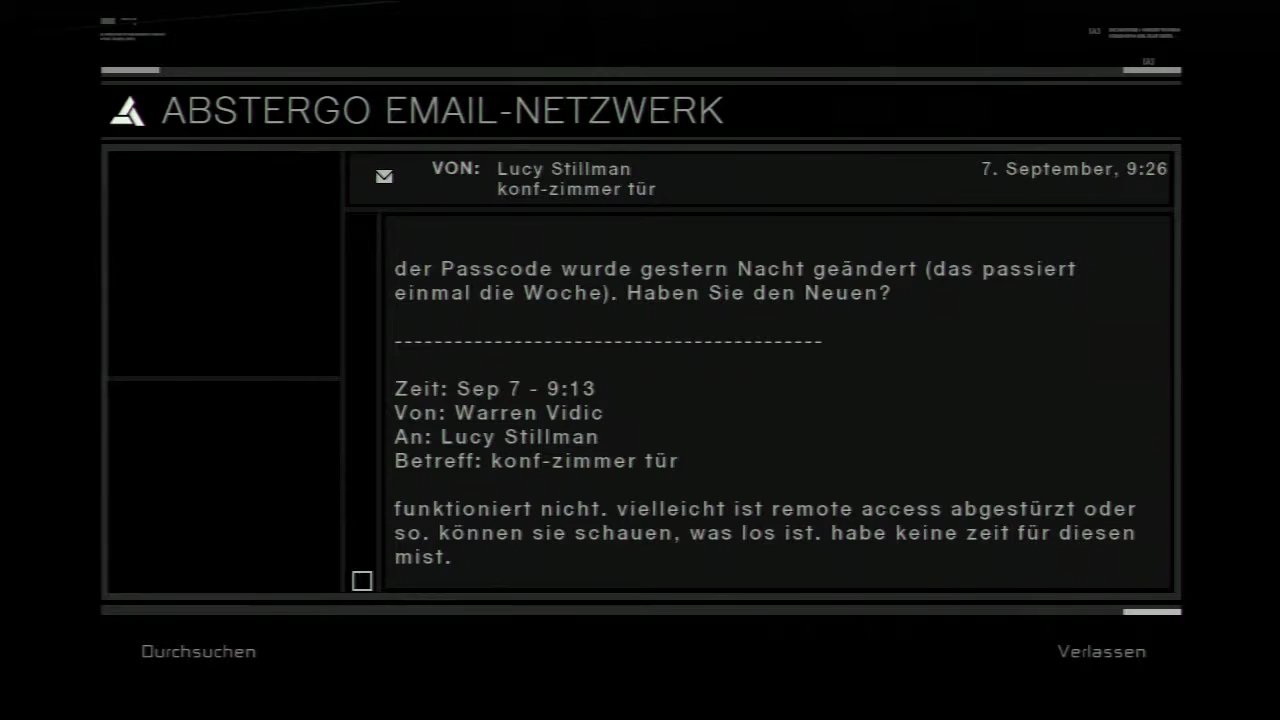 ABSTERGO EMAIL-NETZWERK
VON: Lucy Stillman 7. September, 9:26
konf-zimmer tür
der Passcode wurde gestern Nacht geändert (das passiert
einmal die Woche). Haben Sie den Neuen?
-------------------------------------------
Zeit: Sep 7 - 9:13
Von: Warren Vidic
An: Lucy Stillman
Betreff: konf-zimmer tür
funktioniert nicht. vielleicht ist remote access abgestürzt oder
so. können sie schauen, was los ist. habe keine zeit für diesen
mist.
Durchsuchen Verlassen